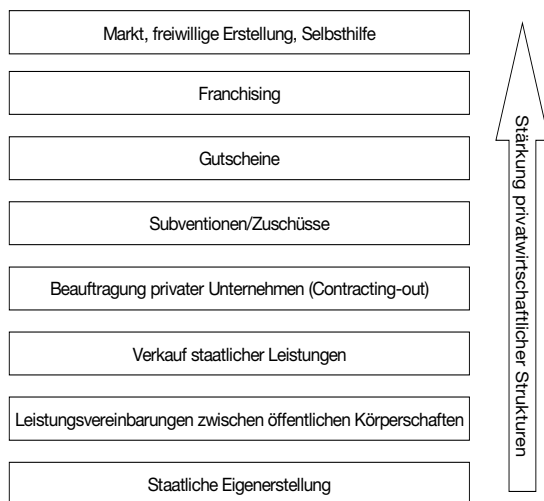 Markt, freiwillige Erstellung, Selbsthilfe
Franchising
Gutscheine
Subventionen/Zuschüsse
Beauftragung privater Unternehmen (Contracting-out)
Verkauf staatlicher Leistungen
Leistungsvereinbarungen zwischen öffentlichen Körperschaften
Staatliche Eigenerstellung
Stärkung privatwirtschaftlicher Strukturen